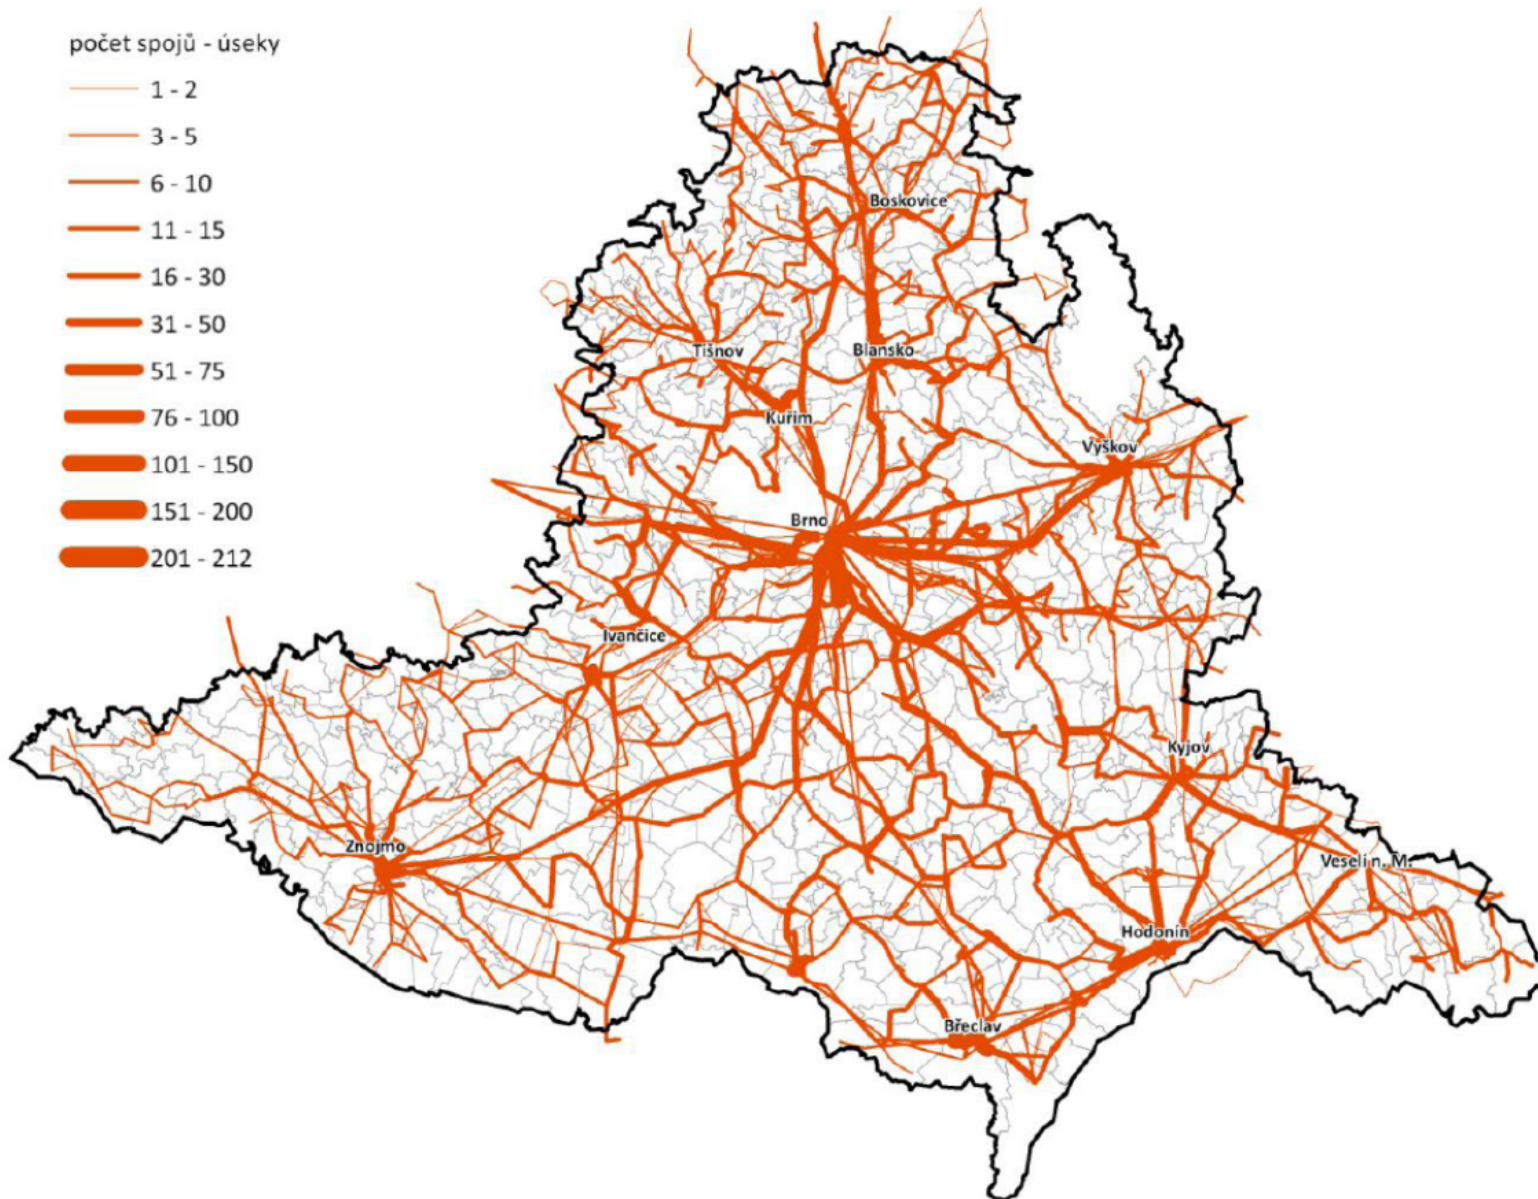 počet spojů - úseky
1 - 2
3 - 5
6 - 10
11 - 15
16 - 30
31 - 50
51 - 75
76 - 100
101 - 150
151 - 200
201 - 212
Boskovice
Tišnov
Blansko
Kuřim
Vyškov
Brno
Ivančice
Kyjov
Znojmo
Veselí n. M.
Hodonín
Břeclav